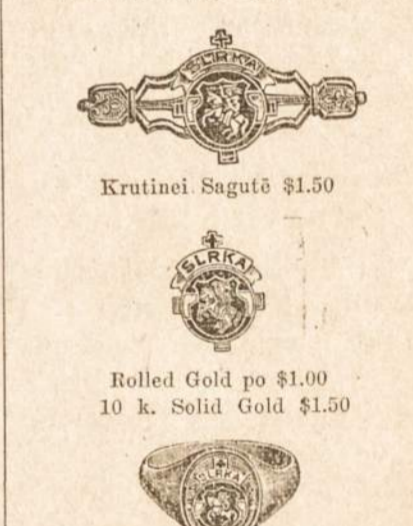 SLRKA
Krutinei Sagutē $1.50
SLRKA
Rolled Gold po $1.00
10 k. Solid Gold $1.50
SLRKA